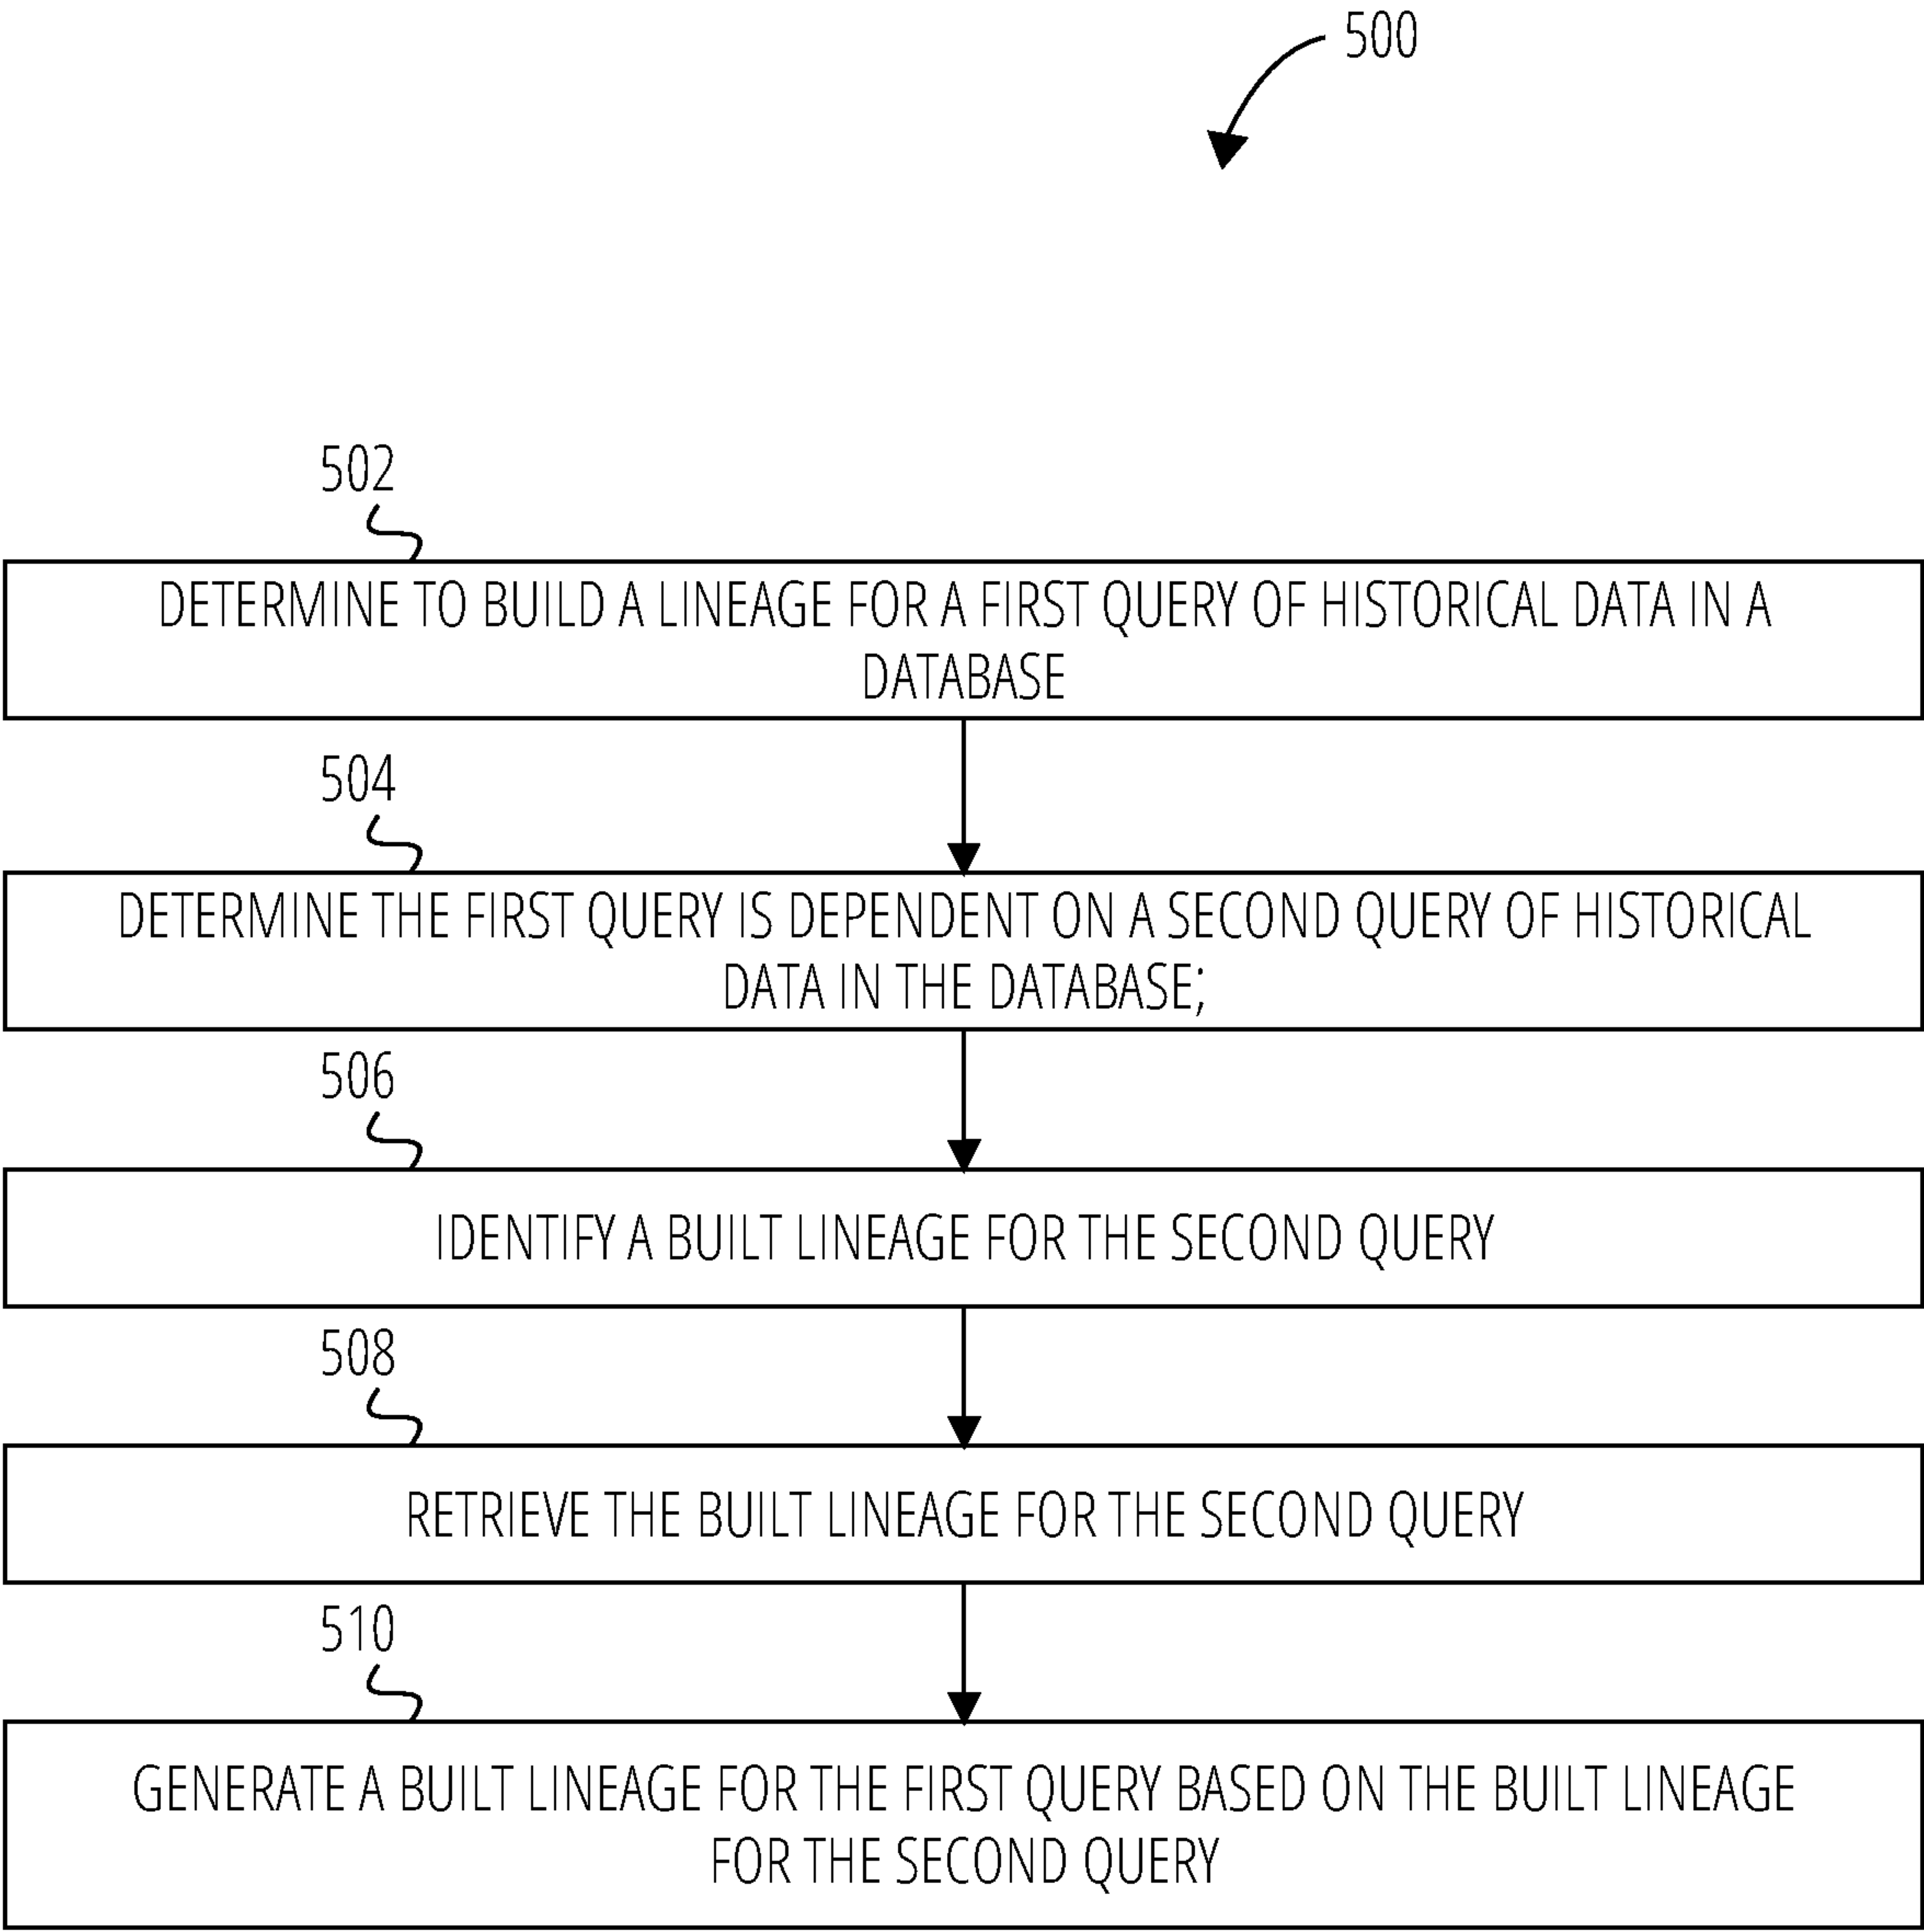 500
502
DETERMINE TO BUILD A LINEAGE FOR A FIRST QUERY OF HISTORICAL DATA IN A
DATABASE
504
DETERMINE THE FIRST QUERY IS DEPENDENT ON A SECOND QUERY OF HISTORICAL
DATA IN THE DATABASE;
506
IDENTIFY A BUILT LINEAGE FOR THE SECOND QUERY
508
RETRIEVE THE BUILT LINEAGE FOR THE SECOND QUERY
510
GENERATE A BUILT LINEAGE FOR THE FIRST QUERY BASED ON THE BUILT LINEAGE
FOR THE SECOND QUERY